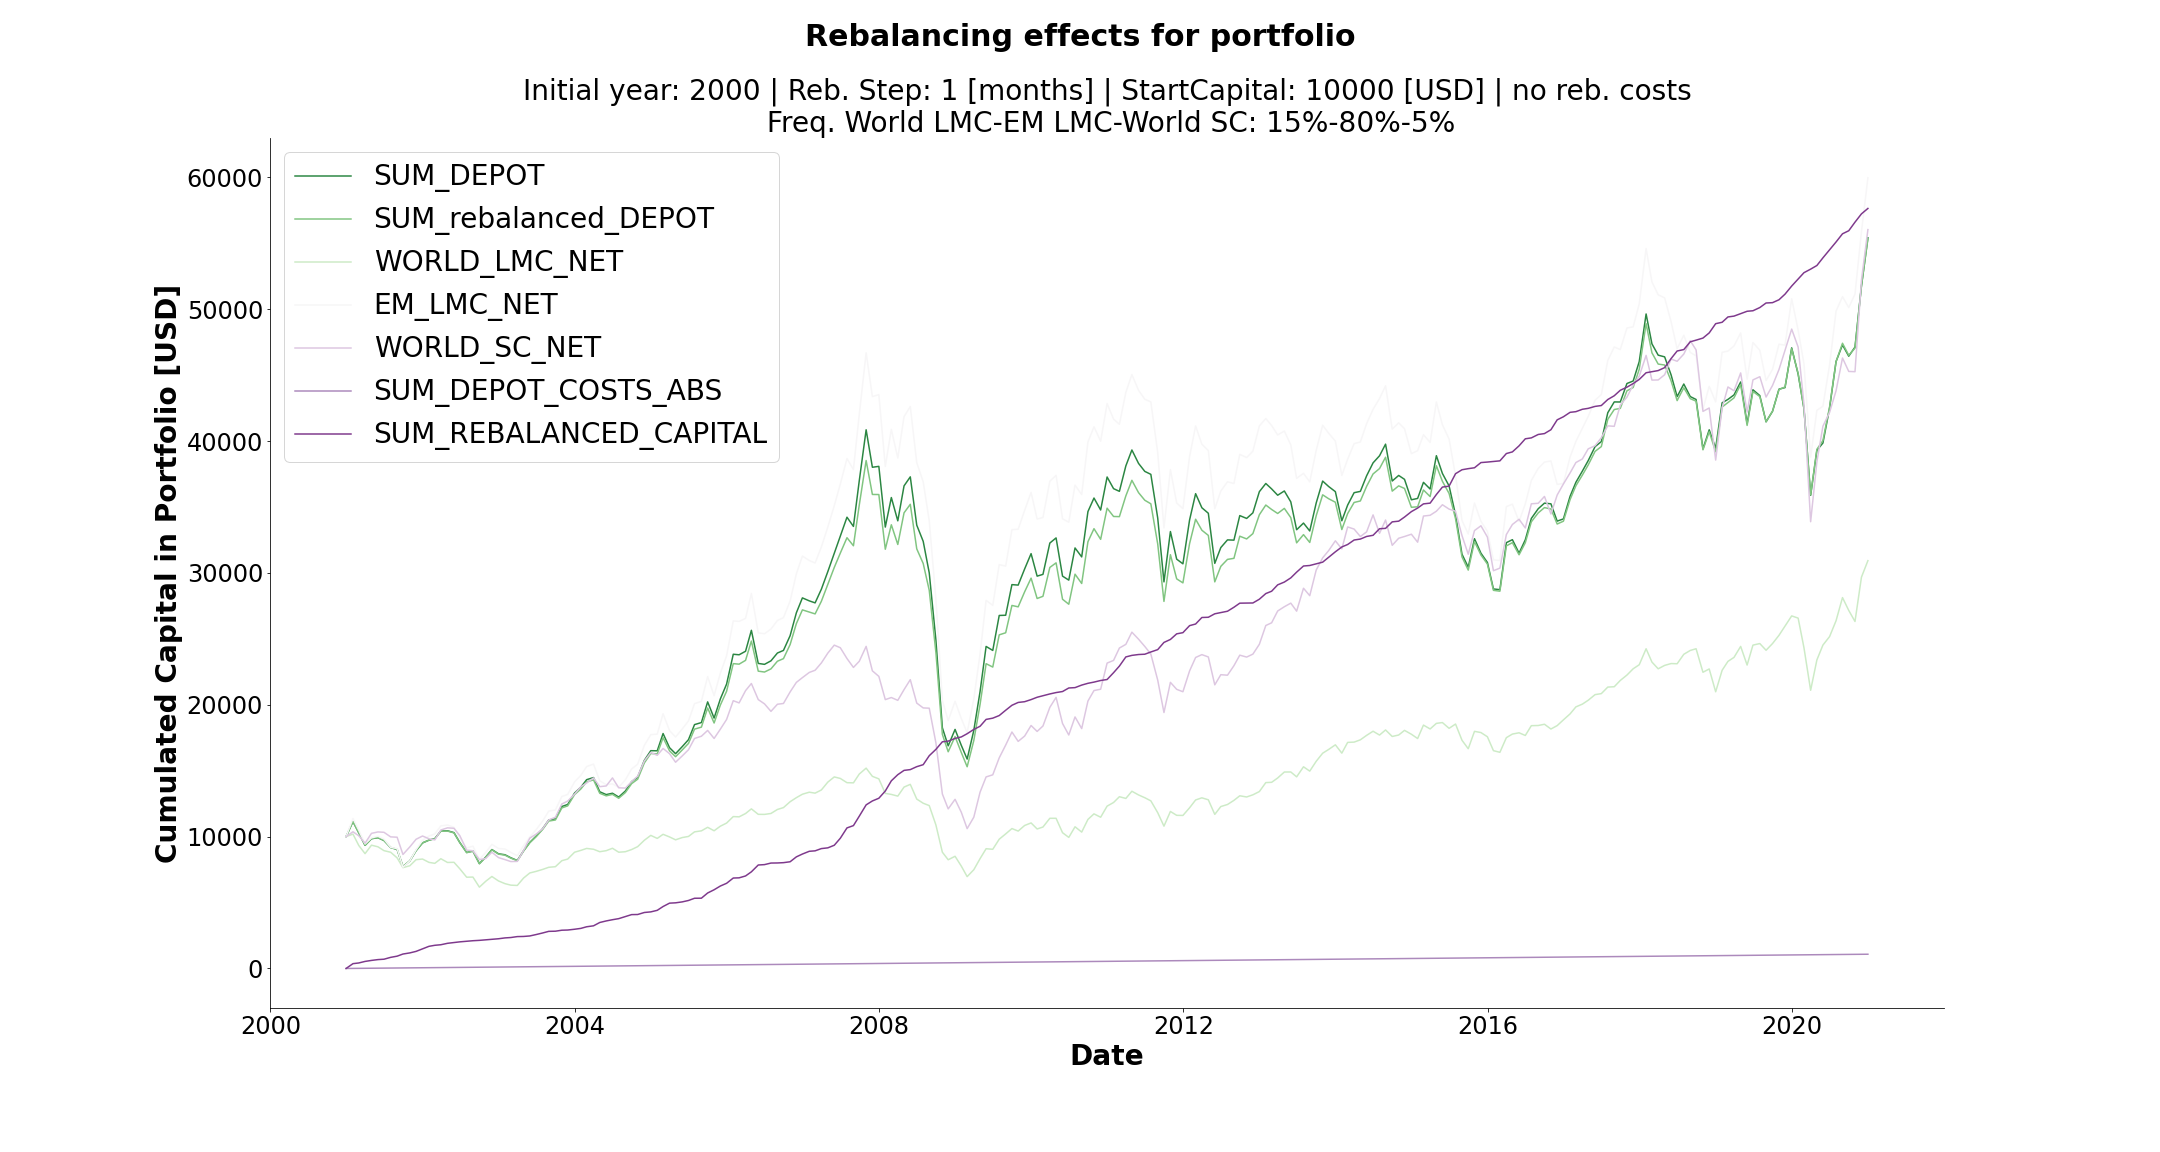 Rebalancing effects for portfolio
Initial year: 2000 | Reb. Step: 1 [months] | StartCapital: 10000 [USD] | no reb. costs
Freq. World LMC-EM LMC-World SC: 15%-80%-5%
SUM_DEPOT
SUM_rebalanced_DEPOT
WORLD_LMC_NET
EM_LMC_NET
WORLD_SC_NET
SUM_DEPOT_COSTS_ABS
SUM_REBALANCED_CAPITAL
Cumulated Capital in Portfolio [USD]
60000
50000
40000
30000
20000
10000
0
2000 2004 2008 2012 2016 2020
Date